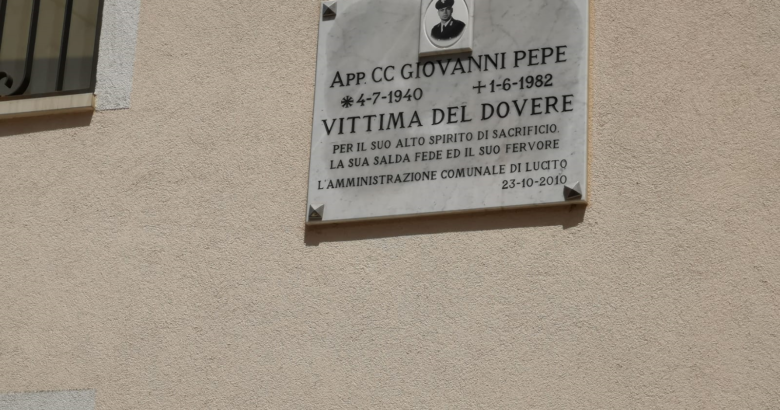 APP. CC GIOVANNI PEPE
✳4-7-1940 +1-6-1982
VITTIMA DEL DOVERE
PER IL SUO ALTO SPIRITO DI SACRIFICIO.
LA SUA SALDA FEDE ED IL SUO FERVORE
L'AMMINISTRAZIONE COMUNALE DI LUCITO
23-10-2010